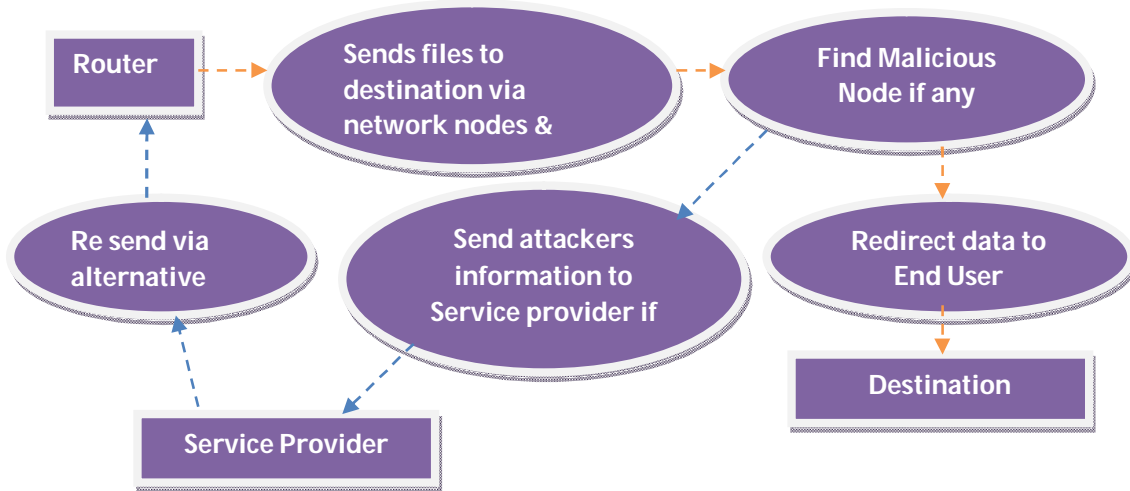 Router
Sends files to
destination via
network nodes &
Find Malicious
Node if any
Re send via
alternative
Send attackers
information to
Service provider if
Redirect data to
End User
Destination
Service Provider